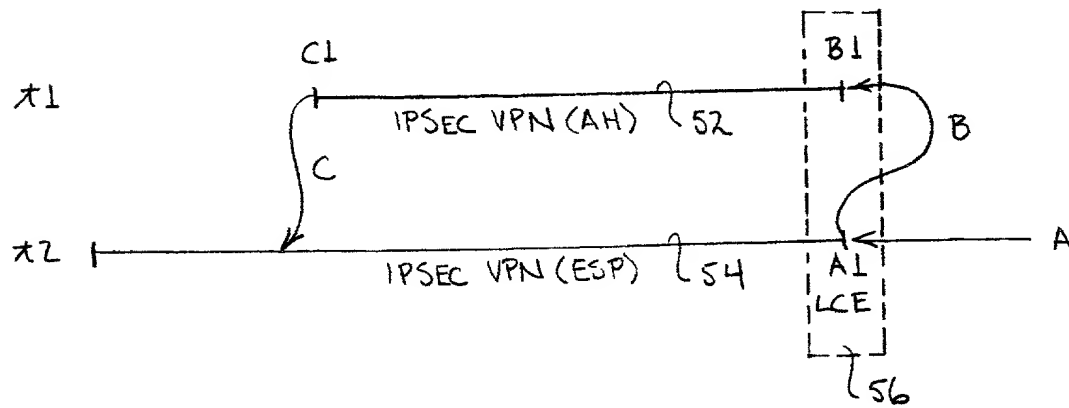 C1
B1
t1
IPSEC VPN (AH)
52
B
C
t2
IPSEC VPN (ESP)
54
A1
LCE
A
56